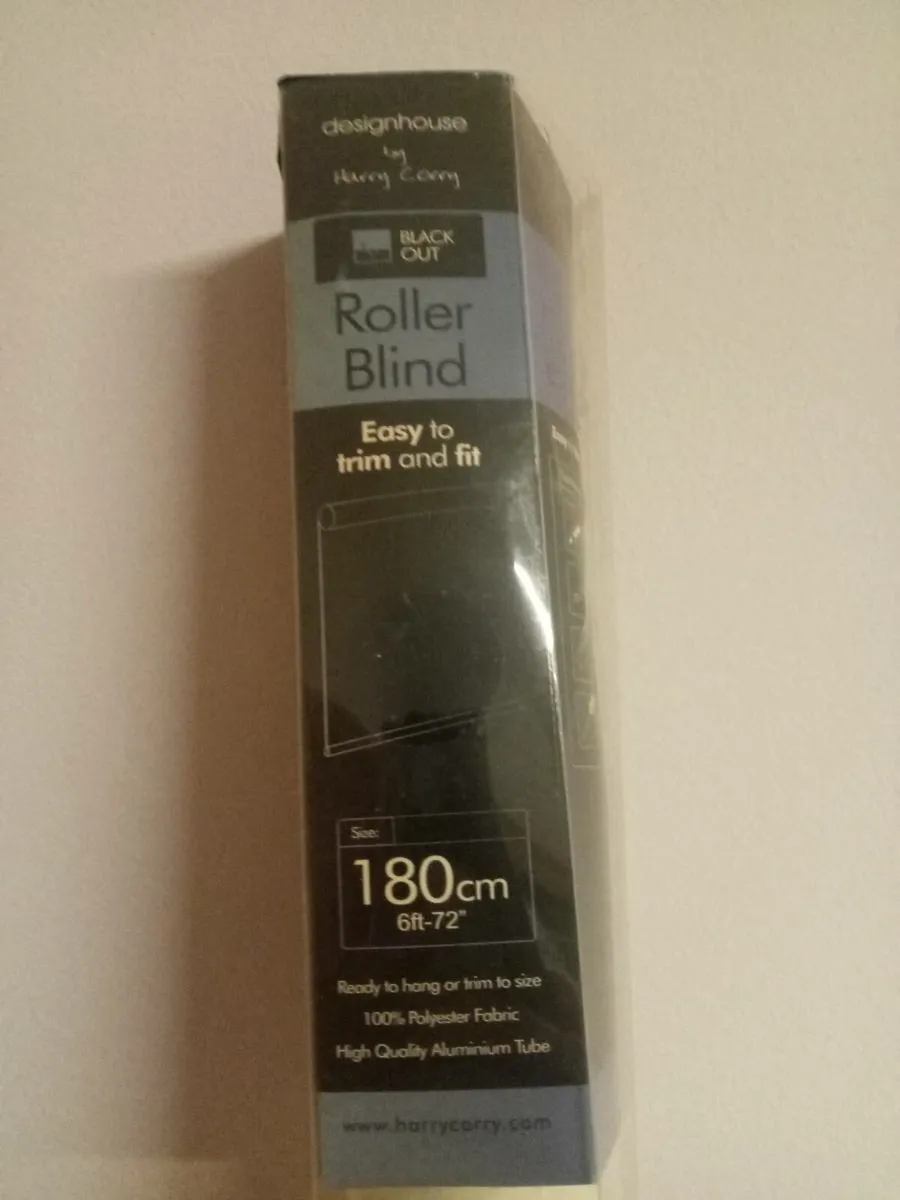 designhouse
by
Harry Corry
BLACK
OUT
Roller
Blind
Easy to
trim and fit
Size:
180cm
6ft-72"
Ready to hang or trim to size
100% Polyester Fabric
High Quality Aluminium Tube
www.harrycorry.com